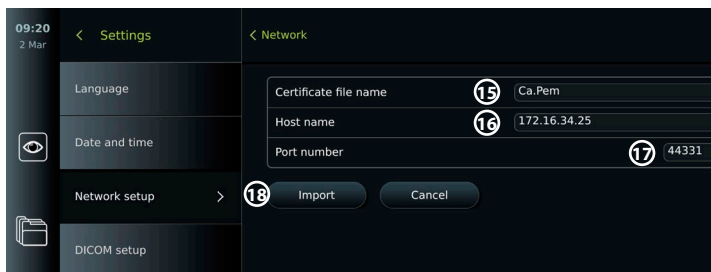 09:20
2 Mar
< Settings
< Network
Language
Date and time
Network setup >
DICOM setup
Certificate file name 15 Ca.Pem
Host name 16 172.16.34.25
Port number 17 44331
18 Import Cancel